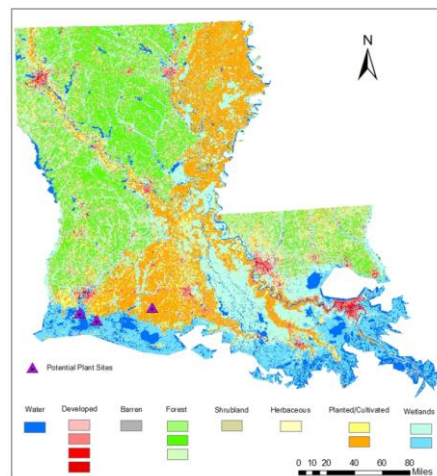 N
Potential Plant Sites
Water Developed Barren Forest Shrubland Herbaceous Planted/Cultivated Wetlands
0 10 20 40 60 80
Miles